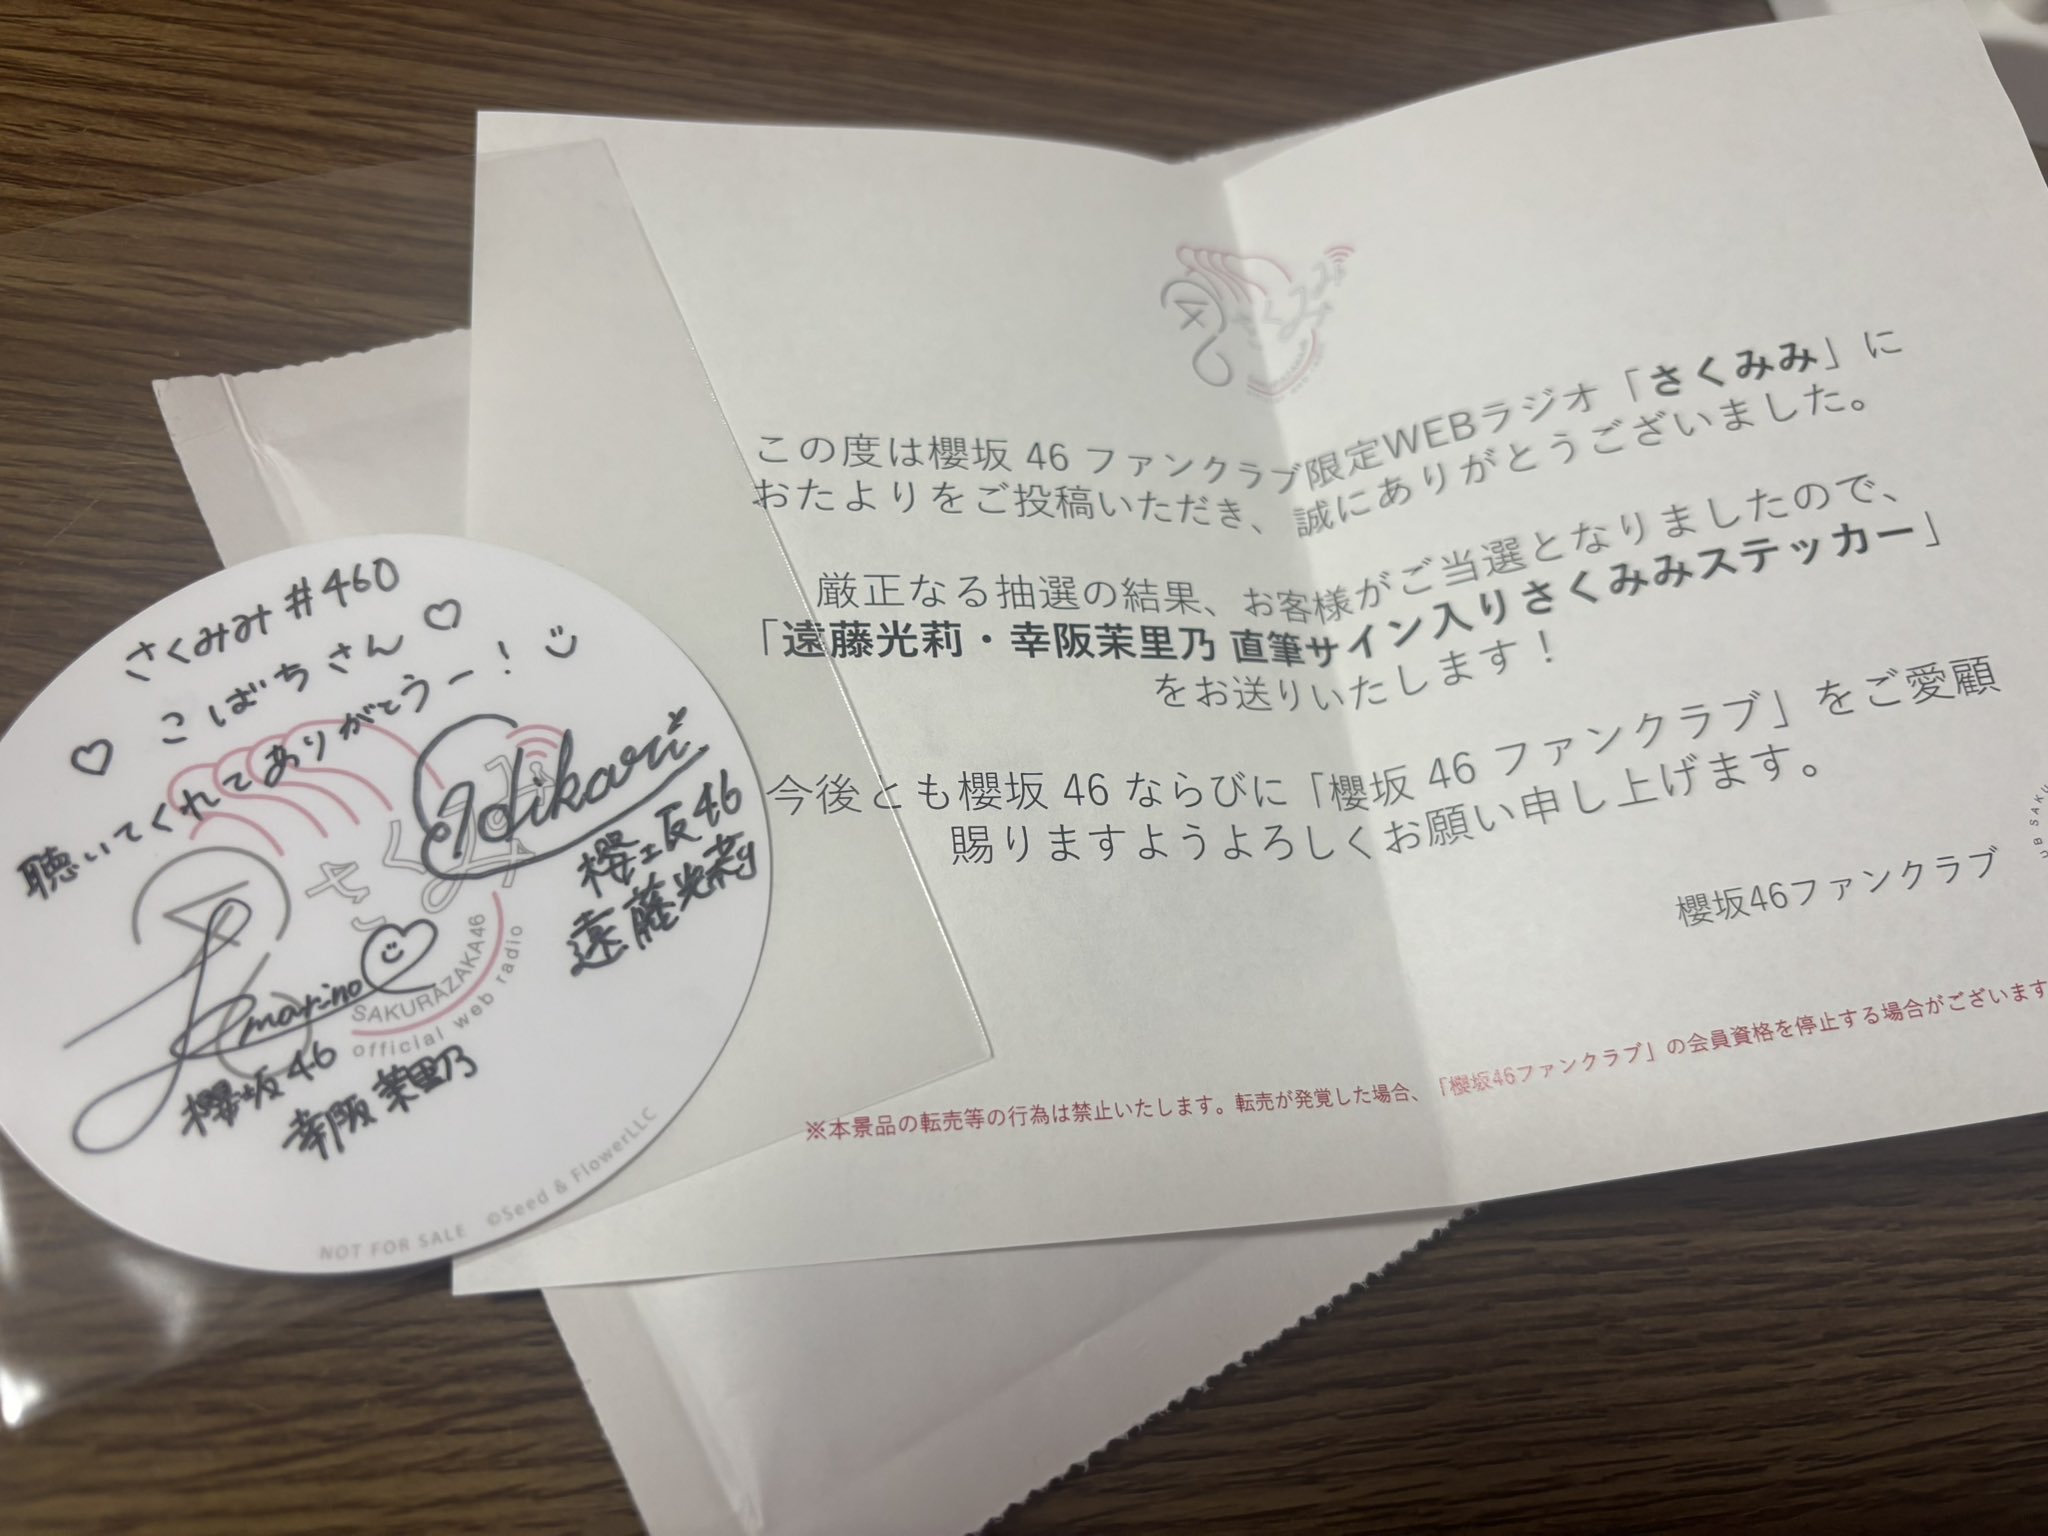 さくみみ#460
♡ こばちさん ♡
聴いてくれてありがとうー!
Hikari
櫻坂46
遠藤光莉
marino
櫻坂46
幸阪茉里乃
さくみみ
SAKURAZAKA46
official web radio
NOT FOR SALE ©Seed & FlowerLLC
さくみみ
この度は櫻坂 46 ファンクラブ限定WEBラジオ「さくみみ」に
おたよりをご投稿いただき、誠にありがとうございました。
厳正なる抽選の結果、お客様がご当選となりましたので、
「遠藤光莉・幸阪茉里乃 直筆サイン入りさくみみステッカー」
をお送りいたします!
今後とも櫻坂 46 ならびに「櫻坂 46 ファンクラブ」をご愛顧
賜りますようよろしくお願い申し上げます。
櫻坂46ファンクラブ
※本景品の転売等の行為は禁止いたします。転売が発覚した場合、「櫻坂46ファンクラブ」の会員資格を停止する場合がございます